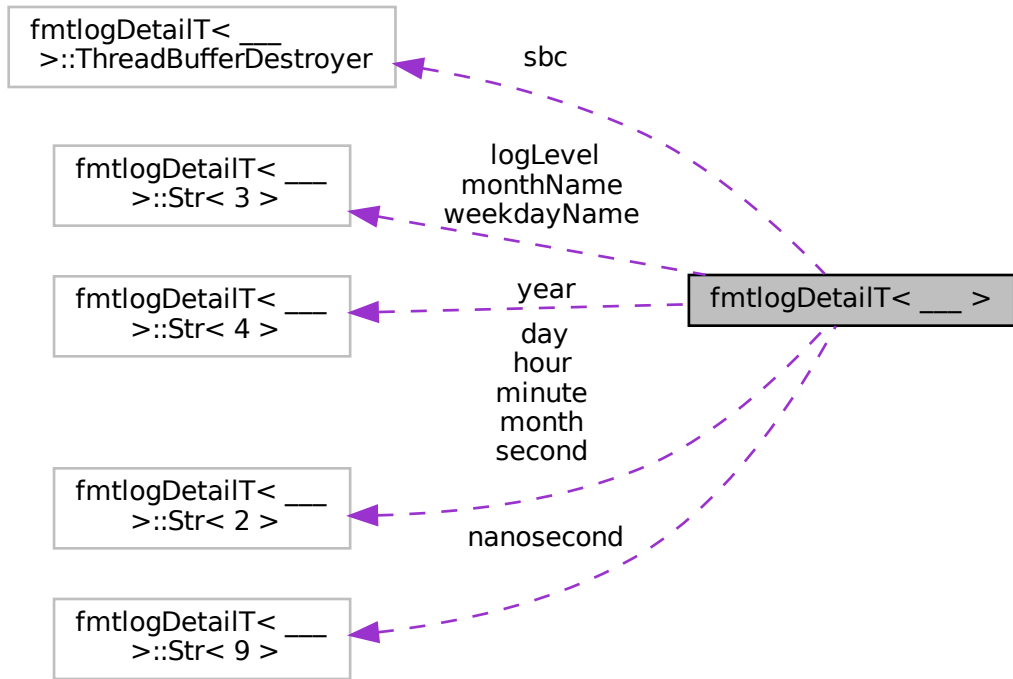 fmtlogDetailT< ___
>::ThreadBufferDestroyer
sbc
fmtlogDetailT< ___
>::Str< 3 >
logLevel
monthName
weekdayName
fmtlogDetailT< ___
>::Str< 4 >
year
fmtlogDetailT< ___ >
day
hour
minute
month
second
fmtlogDetailT< ___
>::Str< 2 >
nanosecond
fmtlogDetailT< ___
>::Str< 9 >